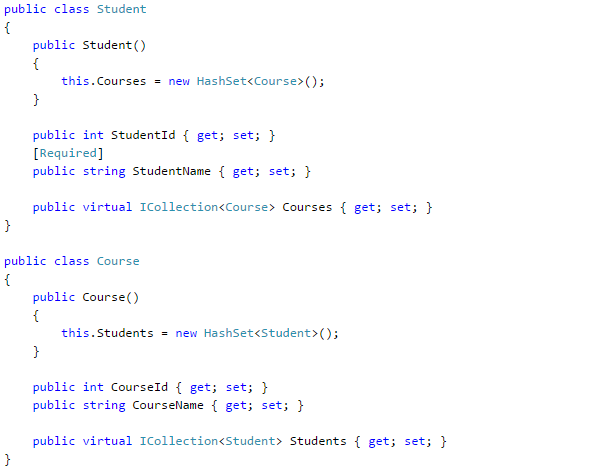 public class Student
{
    public Student()
    {
        this.Courses = new HashSet<Course>();
    }

    public int StudentId { get; set; }
    [Required]
    public string StudentName { get; set; }

    public virtual ICollection<Course> Courses { get; set; }
}

public class Course
{
    public Course()
    {
        this.Students = new HashSet<Student>();
    }

    public int CourseId { get; set; }
    public string CourseName { get; set; }

    public virtual ICollection<Student> Students { get; set; }
}